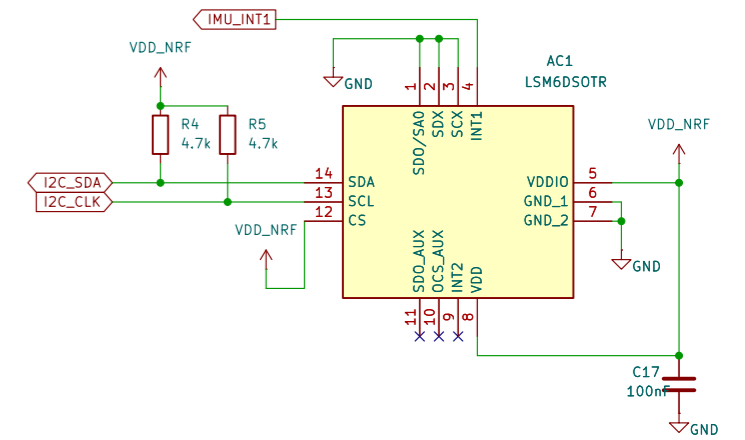 IMU_INT1
VDD_NRF
GND
AC1
LSM6DSOTR
1
2
3
4
SDO/SA0
SDX
SCX
INT1
R4
4.7k
R5
4.7k
VDD_NRF
I2C_SDA
I2C_CLK
14
13
12
SDA
SCL
CS
VDDIO
GND_1
GND_2
5
6
7
VDD_NRF
GND
SDO_AUX
OCS_AUX
INT2
VDD
11
10
9
8
C17
100nF
GND